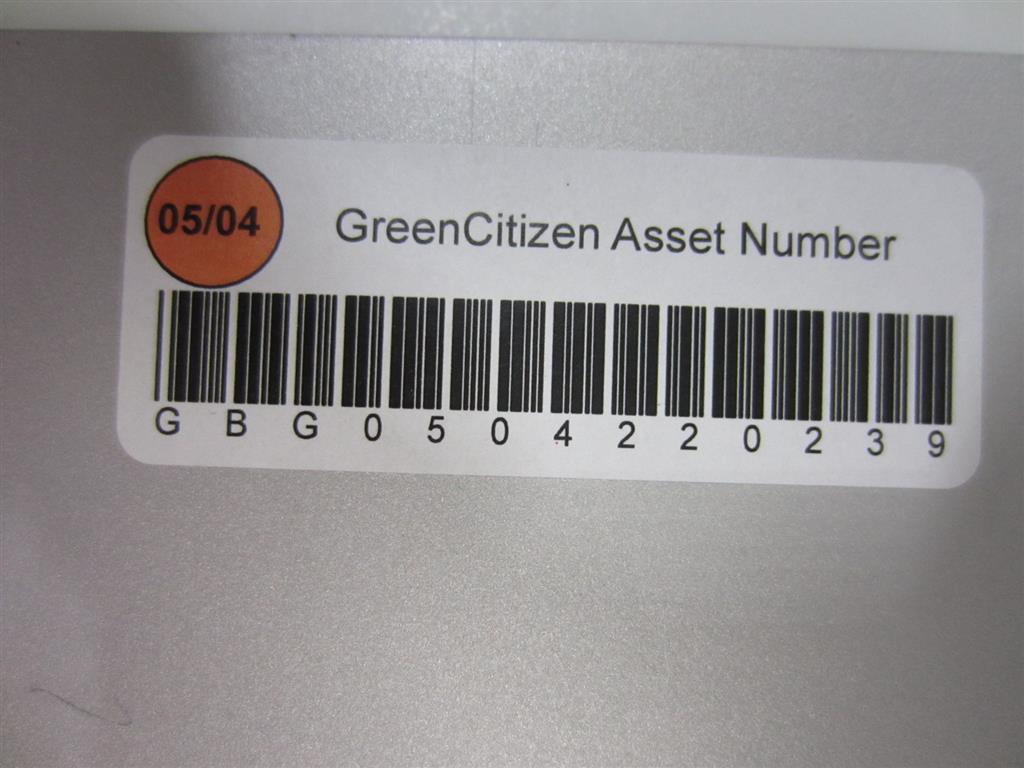 05/04
GreenCitizen Asset Number
G B G 0 5 0 4 2 2 0 2 3 9